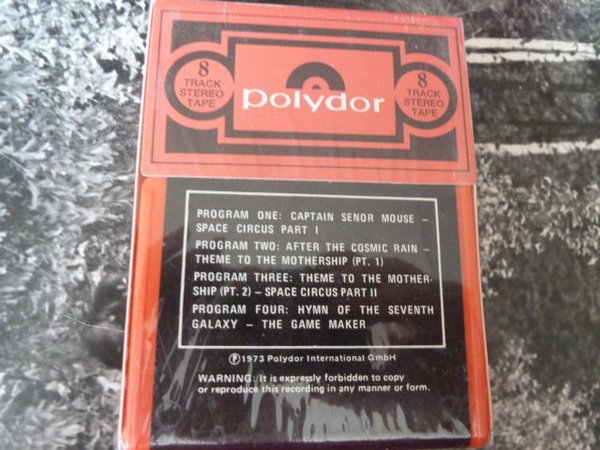 8
TRACK
STEREO
TAPE
polydor
8
TRACK
STEREO
TAPE
PROGRAM ONE: CAPTAIN SENOR MOUSE –
SPACE CIRCUS PART I
PROGRAM TWO: AFTER THE COSMIC RAIN –
THEME TO THE MOTHERSHIP (PT. 1)
PROGRAM THREE: THEME TO THE MOTHER-
SHIP (PT. 2) – SPACE CIRCUS PART II
PROGRAM FOUR: HYMN OF THE SEVENTH
GALAXY – THE GAME MAKER
Ⓟ1973 Polydor International GmbH
WARNING: It is expressly forbidden to copy
or reproduce this recording in any manner or form.